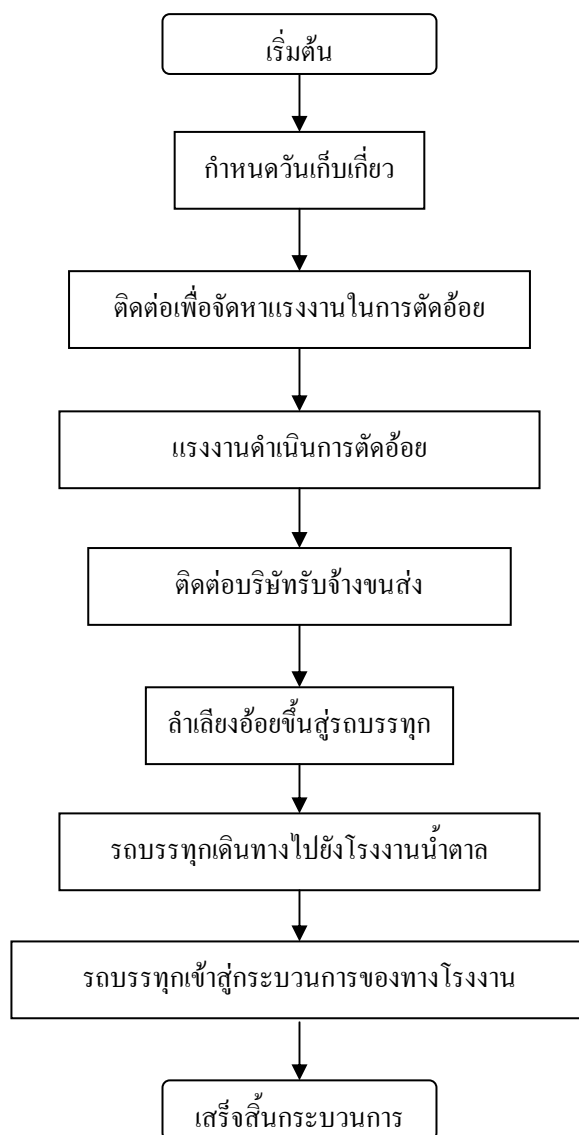 เริ่มต้น
กำหนดวันเก็บเกี่ยว
ติดต่อเพื่อจัดหาแรงงานในการตัดอ้อย
แรงงานดำเนินการตัดอ้อย
ติดต่อบริษัทรับจ้างขนส่ง
ลำเลียงอ้อยขึ้นสู่รถบรรทุก
รถบรรทุกเดินทางไปยังโรงงานน้ำตาล
รถบรรทุกเข้าสู่กระบวนการของทางโรงงาน
เสร็จสิ้นกระบวนการ